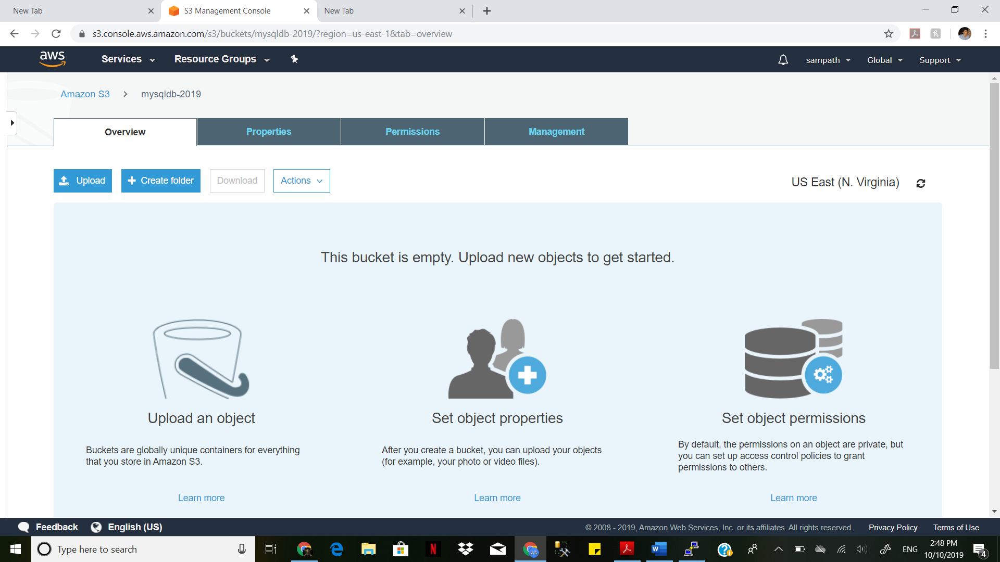 New Tab
S3 Management Console
New Tab
s3.console.aws.amazon.com/s3/buckets/mysqldb-2019/?region=us-east-1&tab=overview
aws
Services
Resource Groups
sampath
Global
Support
Amazon S3 > mysqldb-2019
Overview
Properties
Permissions
Management
Upload
Create folder
Download
Actions
US East (N. Virginia)
This bucket is empty. Upload new objects to get started.
Upload an object
Buckets are globally unique containers for everything
that you store in Amazon S3.
Learn more
Set object properties
After you create a bucket, you can upload your objects
(for example, your photo or video files).
Learn more
Set object permissions
By default, the permissions on an object are private, but
you can set up access control policies to grant
permissions to others.
Learn more
Feedback
English (US)
© 2008 - 2019, Amazon Web Services, Inc. or its affiliates. All rights reserved.
Privacy Policy
Terms of Use
Type here to search
ENG
2:48 PM
10/10/2019
4